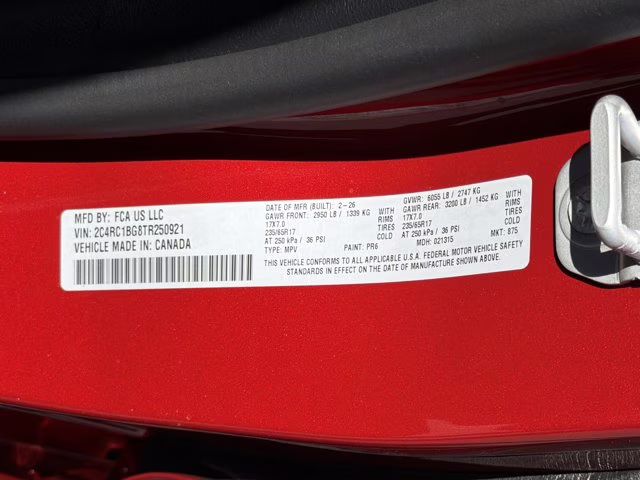 MFD BY: FCA US LLC
VIN: 2C4RC1BG8TR250921
VEHICLE MADE IN: CANADA
DATE OF MFR (BUILT): 2-26 GVWR: 6055 LB / 2747 KG
GAWR FRONT: 2950 LB / 1339 KG WITH GAWR REAR: 3200 LB / 1452 KG WITH
17X7.0 RIMS 17X7.0 RIMS
235/65R17 TIRES 235/65R17 TIRES
AT 250 kPa / 36 PSI COLD AT 250 kPa / 36 PSI COLD
TYPE: MPV PAINT: PR6 MDH: 021315 MKT: 875
THIS VEHICLE CONFORMS TO ALL APPLICABLE U.S.A. FEDERAL MOTOR VEHICLE SAFETY
STANDARDS IN EFFECT ON THE DATE OF MANUFACTURE SHOWN ABOVE.